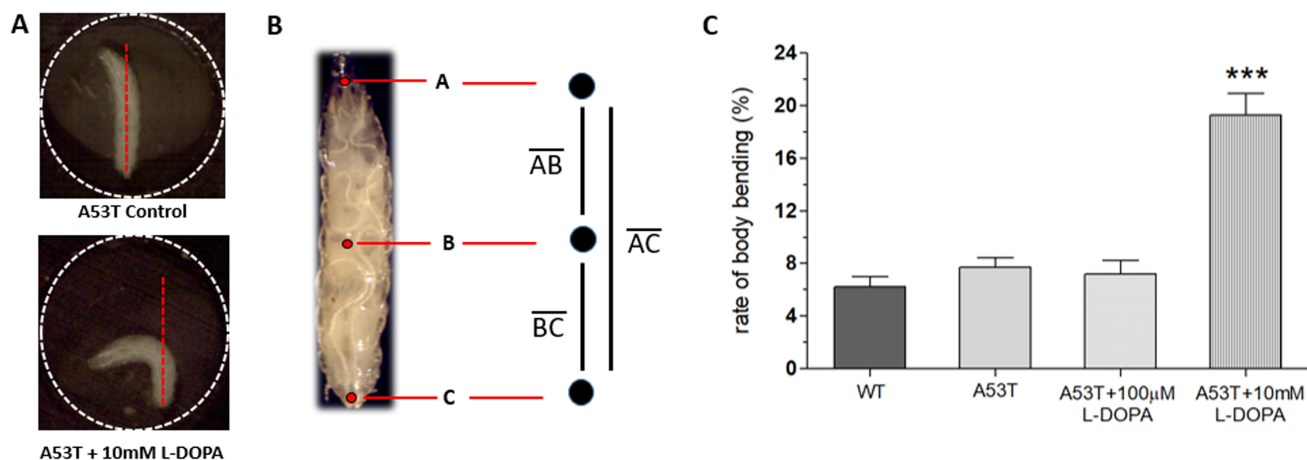 A
A53T Control
A53T + 10mM L-DOPA
B
A
B
C
AB
BC
AC
C
rate of body bending (%)
24
20
16
12
8
4
0
***
WT
A53T
A53T+100μM
L-DOPA
A53T+10mM
L-DOPA